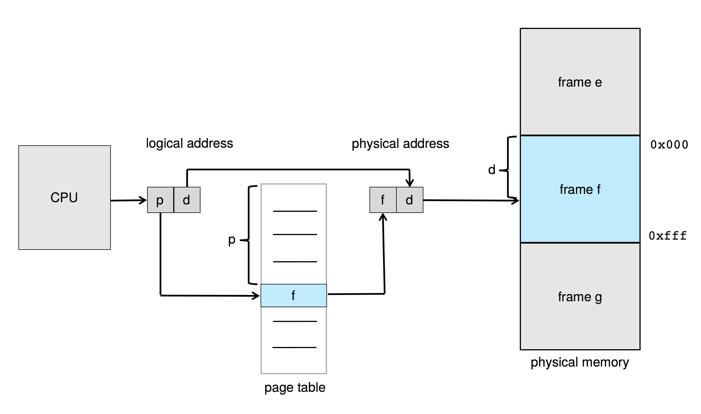 frame e
logical address
physical address
0x000
d
CPU
p
d
f
d
frame f
p
0xfff
f
frame g
physical memory
page table